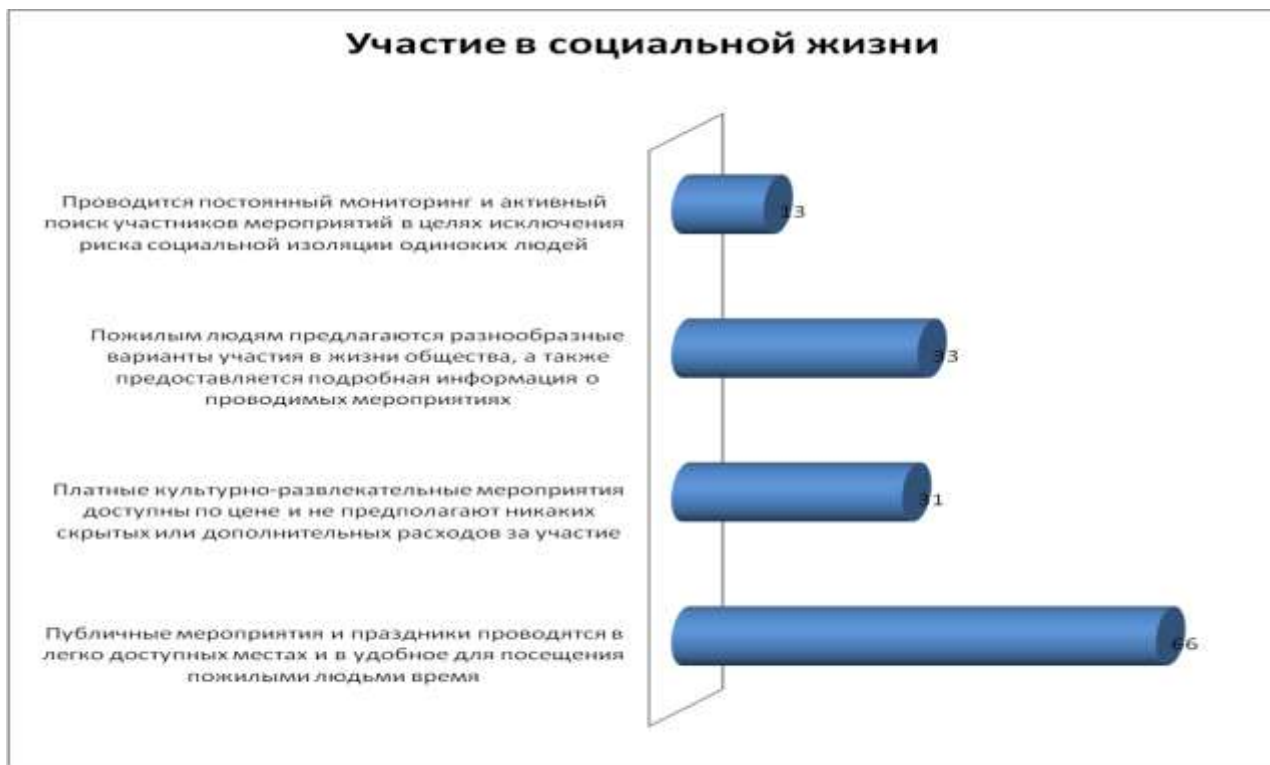 Участие в социальной жизни
Проводится постоянный мониторинг и активный
поиск участников мероприятий в целях исключения
риска социальной изоляции одиноких людей
13
Пожилым людям предлагаются разнообразные
варианты участия в жизни общества, а также
предоставляется подробная информация о
проводимых мероприятиях
33
Платные культурно-развлекательные мероприятия
доступны по цене и не предполагают никаких
скрытых или дополнительных расходов за участие
31
Публичные мероприятия и праздники проводятся в
легко доступных местах и в удобное для посещения
пожилыми людьми время
66